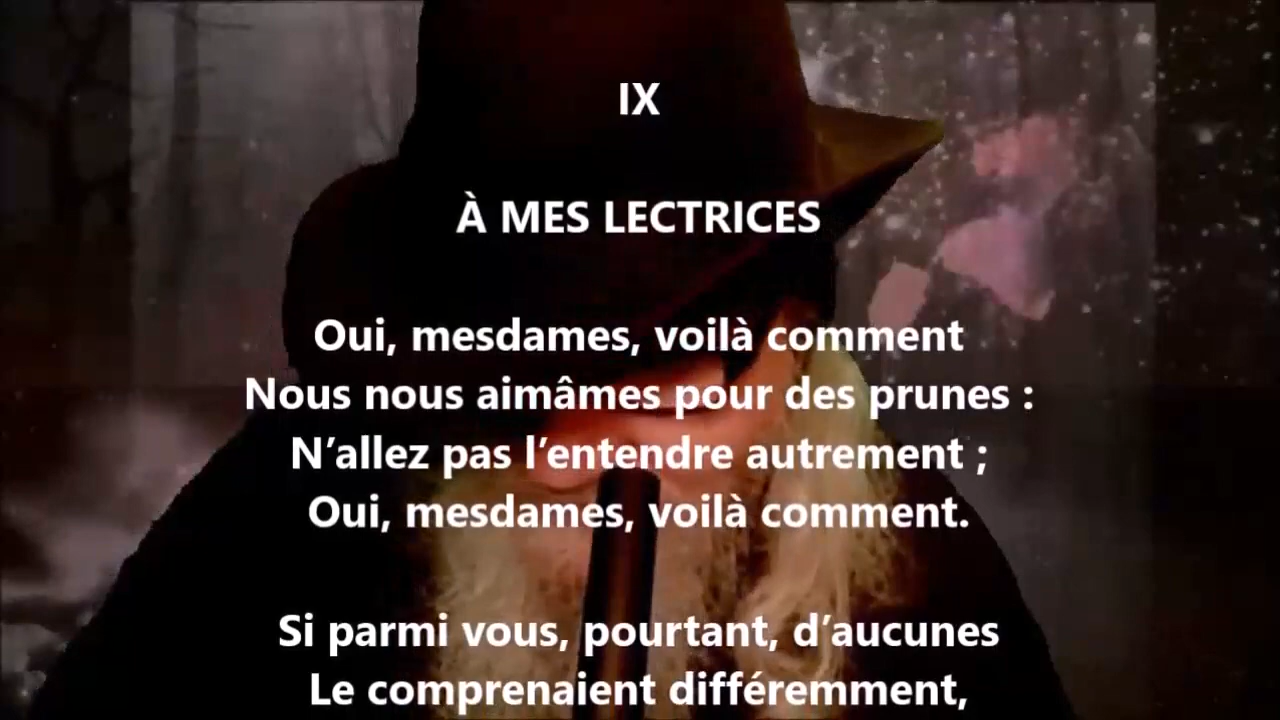 IX
À MES LECTRICES
Oui, mesdames, voilà comment
Nous nous aimâmes pour des prunes :
N’allez pas l’entendre autrement ;
Oui, mesdames, voilà comment.
Si parmi vous, pourtant, d’aucunes
Le comprenaient différemment,